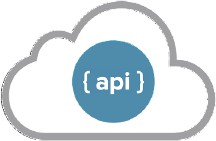 { api }